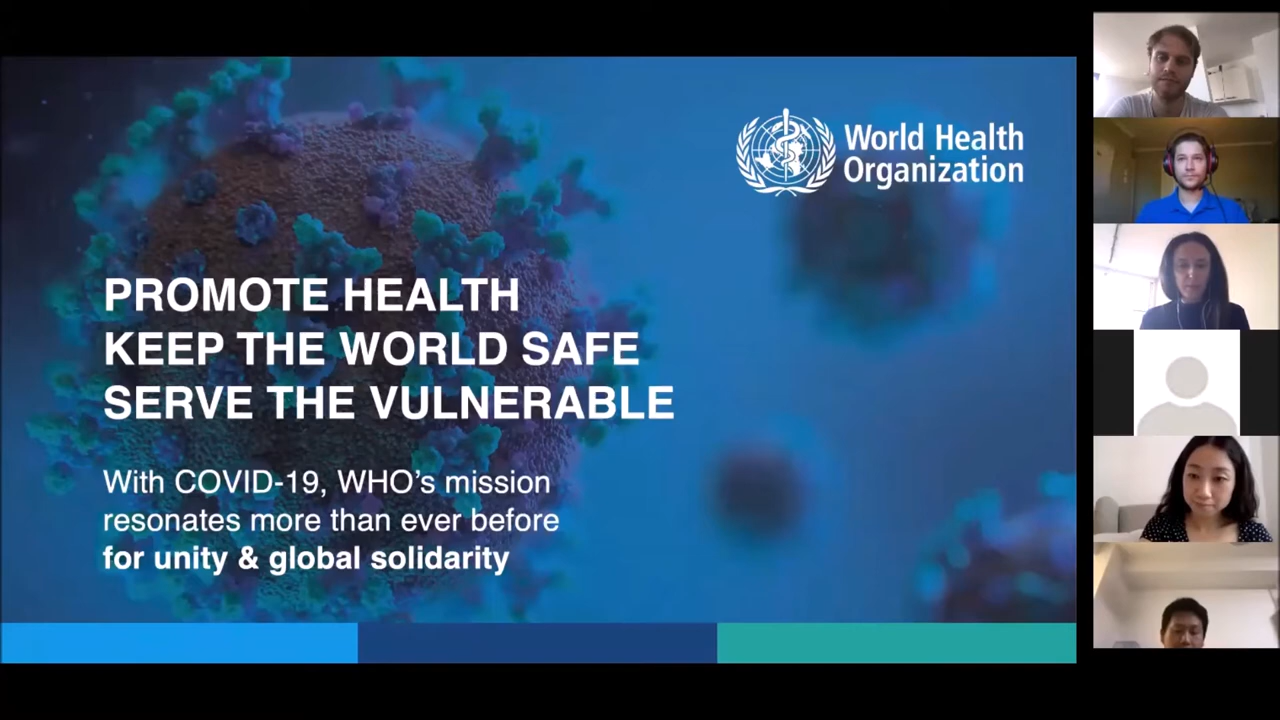 World Health
Organization
PROMOTE HEALTH
KEEP THE WORLD SAFE
SERVE THE VULNERABLE
With COVID-19, WHO’s mission
resonates more than ever before
for unity & global solidarity